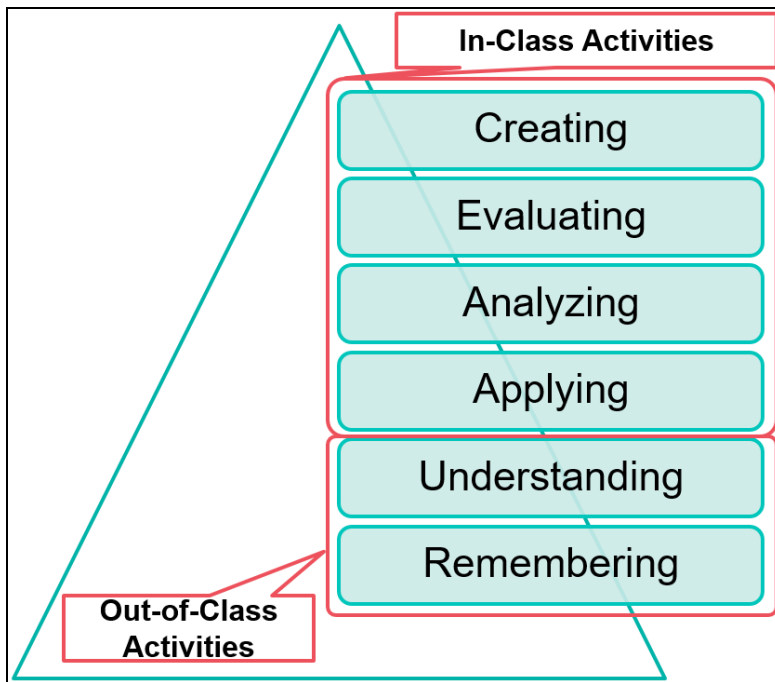 In-Class Activities
Creating
Evaluating
Analyzing
Applying
Understanding
Remembering
Out-of-Class
Activities